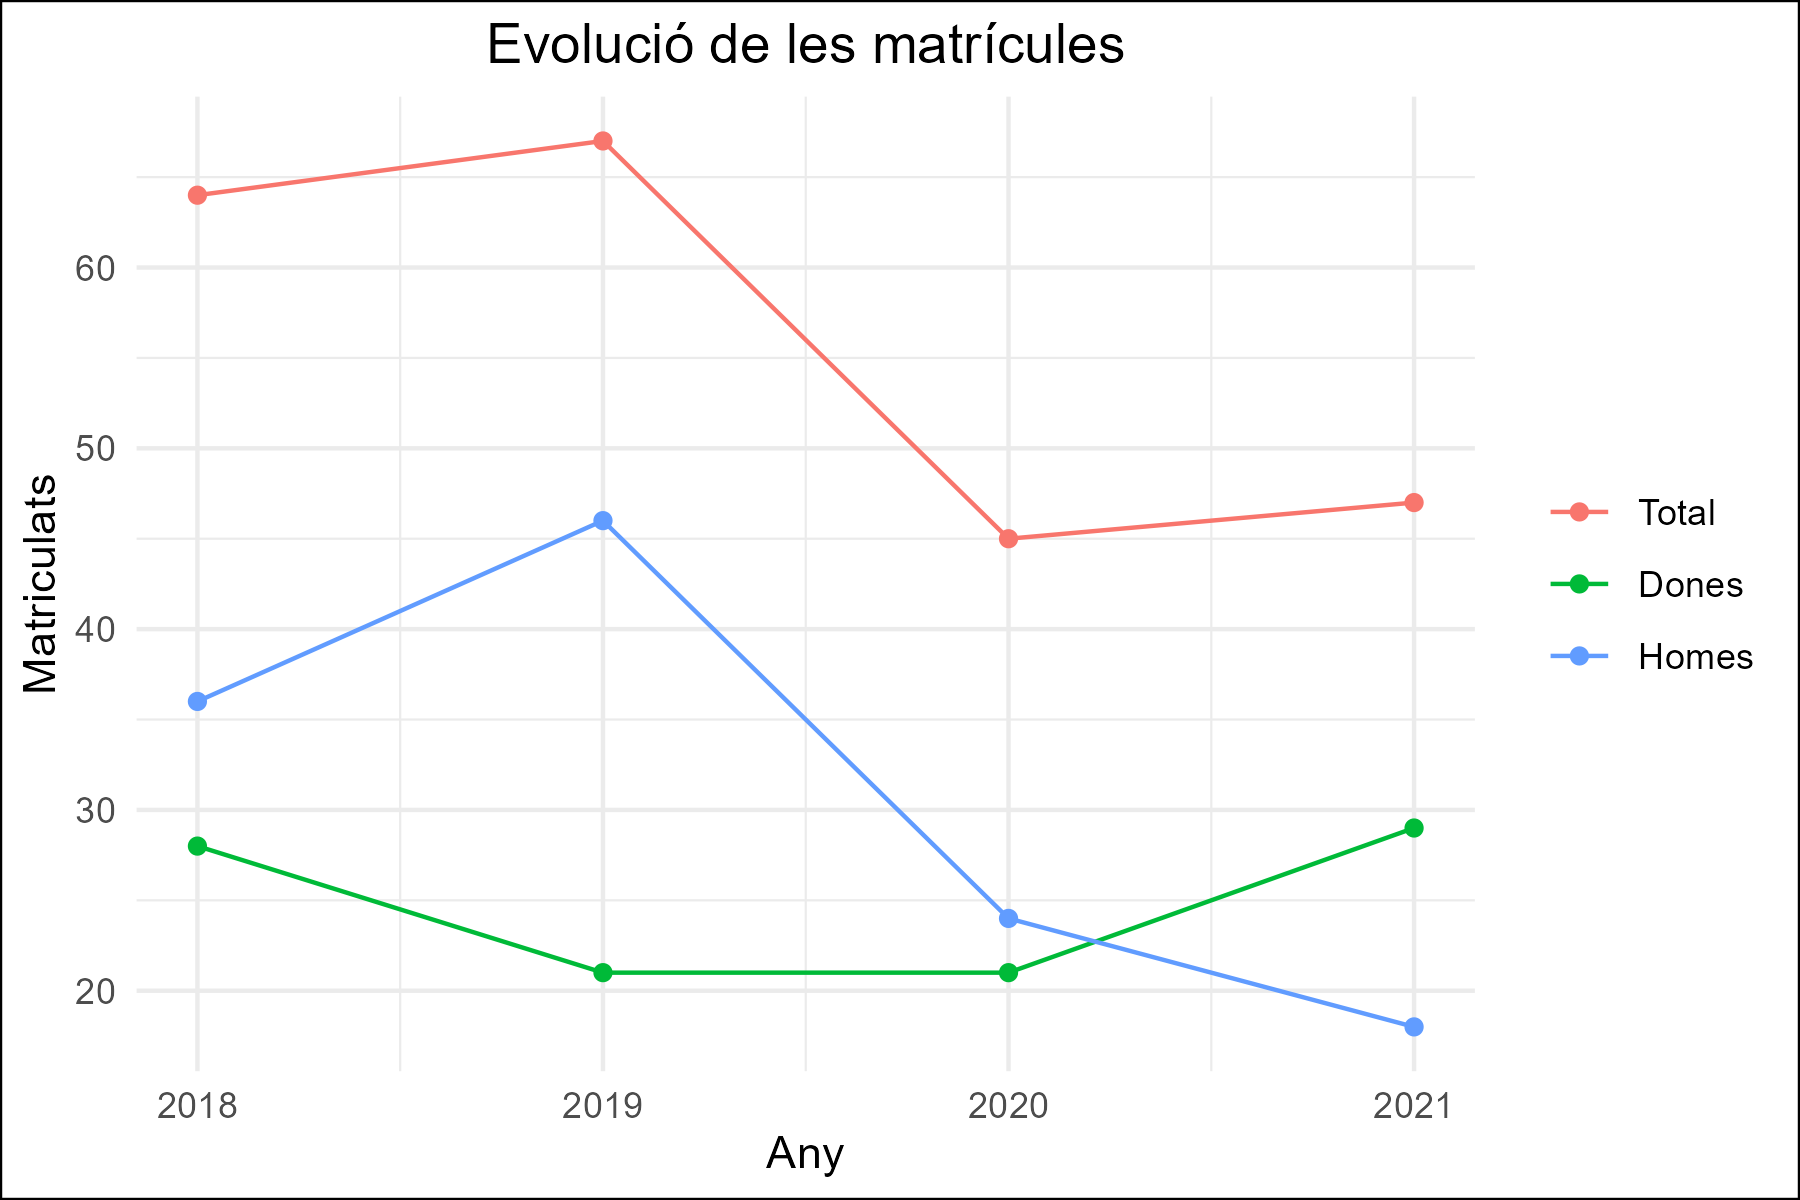 Evolució de les matrícules
Matriculats
60
50
40
30
20
2018 2019 2020 2021
Any
Total
Dones
Homes